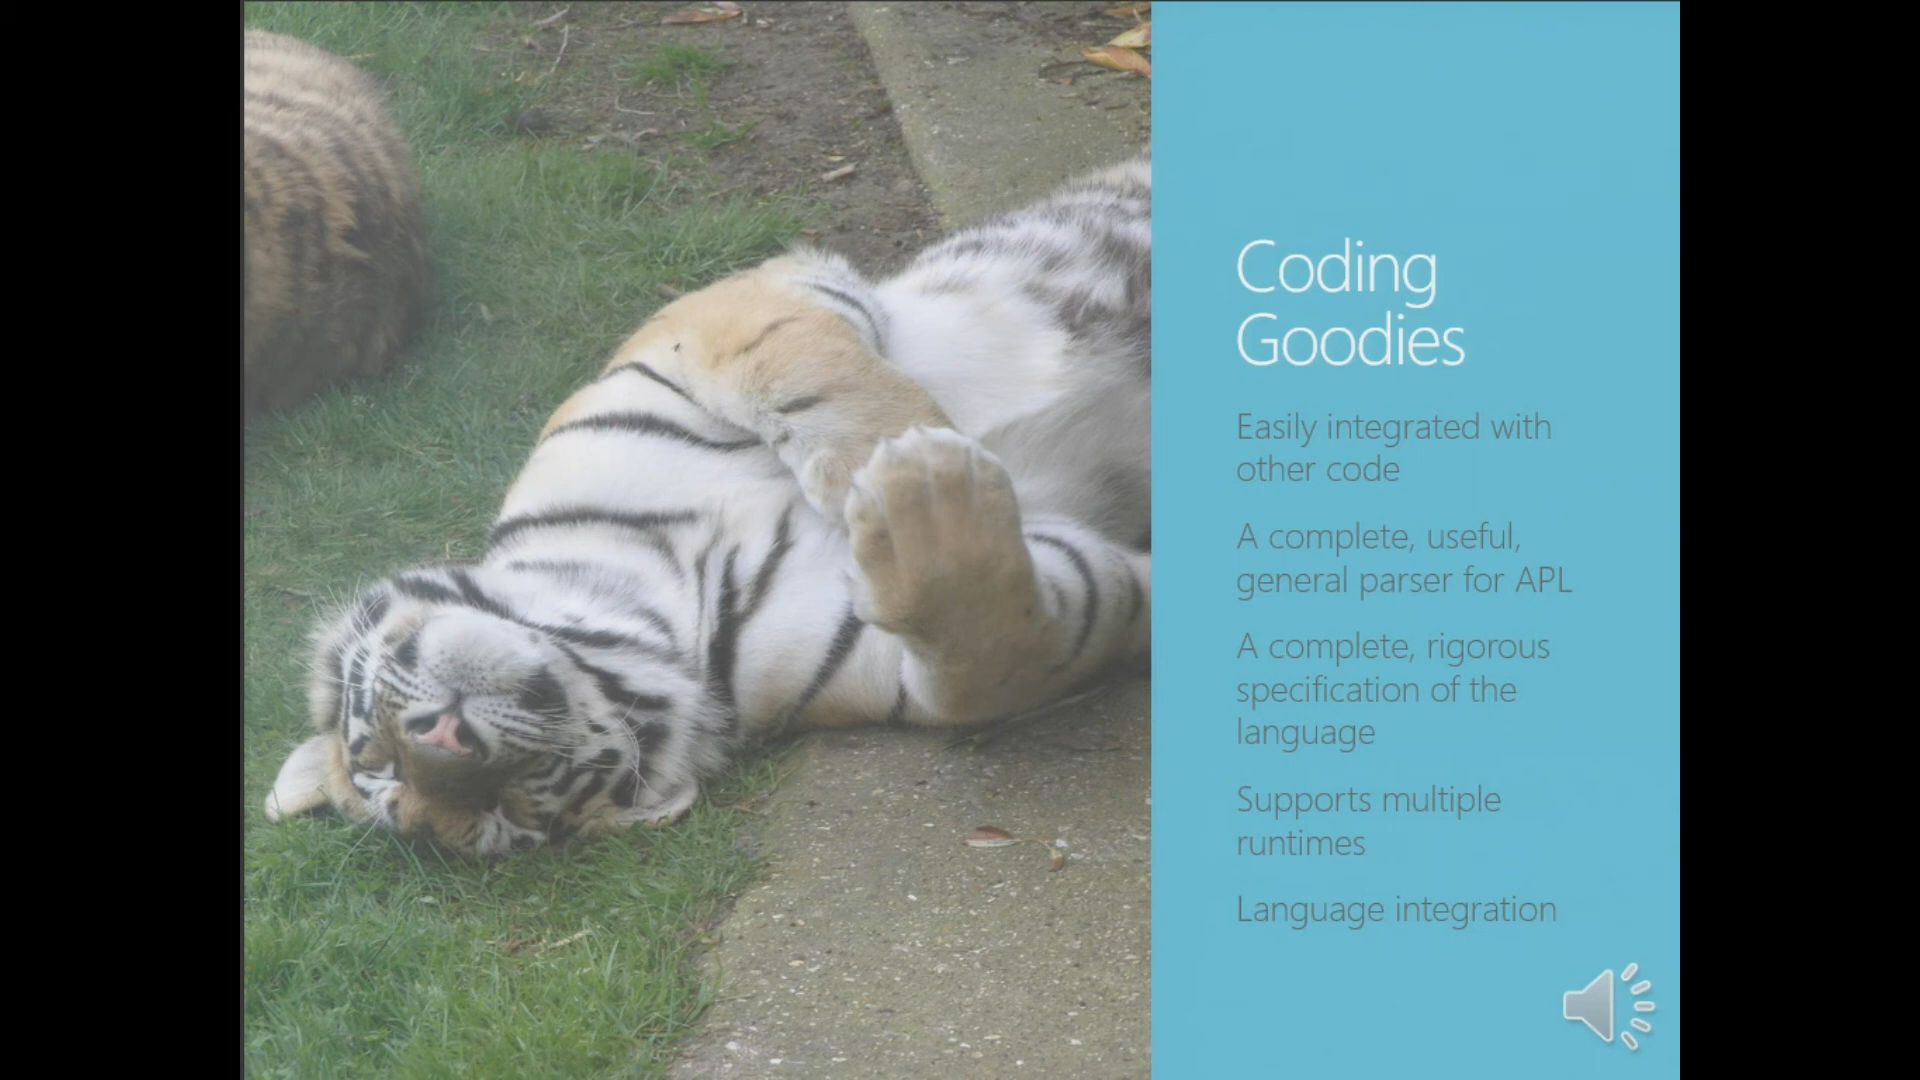 Coding
Goodies
Easily integrated with
other code
A complete, useful,
general parser for APL
A complete, rigorous
specification of the
language
Supports multiple
runtimes
Language integration